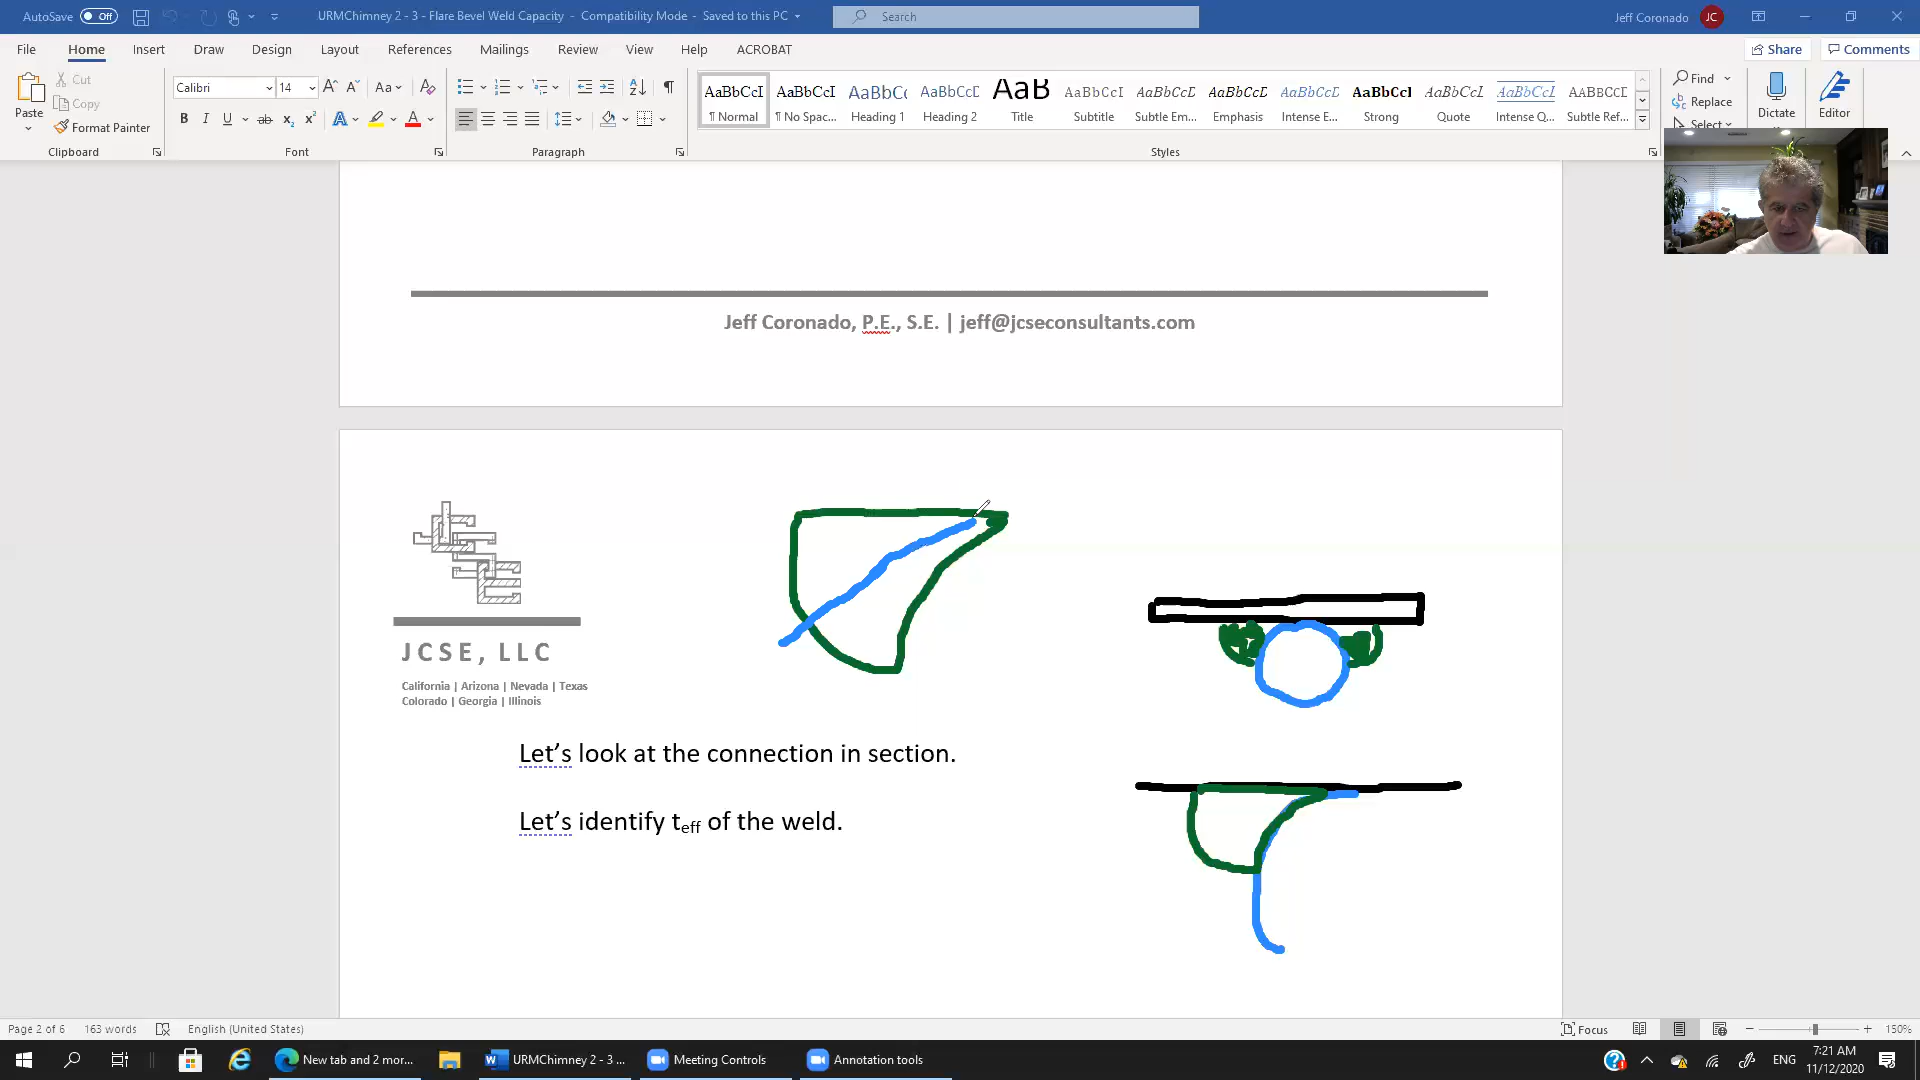 AutoSave Off URMChimney 2 - 3 - Flare Bevel Weld Capacity - Compatibility Mode - Saved to this PC Search Jeff Coronado JC
File Home Insert Draw Design Layout References Mailings Review View Help ACROBAT Share Comments
Paste Cut Copy Format Painter
Calibri 14
AaBbCcI AaBbCcI AaBbCc AaBbCcD AaB AaBbCcI AaBbCcD AaBbCcD AaBbCcD AaBbCcI AaBbCcI AaBbCcI AABBCCD
¶ Normal ¶ No Spac... Heading 1 Heading 2 Title Subtitle Subtle Em... Emphasis Intense E... Strong Quote Intense Q... Subtle Ref...
Find Replace Select Dictate Editor
Clipboard Font Paragraph Styles
Jeff Coronado, P.E., S.E. | jeff@jcseconsultants.com
JCSE, LLC
California | Arizona | Nevada | Texas
Colorado | Georgia | Illinois
Let’s look at the connection in section.
Let’s identify teff of the weld.
Page 2 of 6 163 words English (United States) Focus 150%
New tab and 2 mor... URMChimney 2 - 3 ... Meeting Controls Annotation tools ENG 7:21 AM
11/12/2020